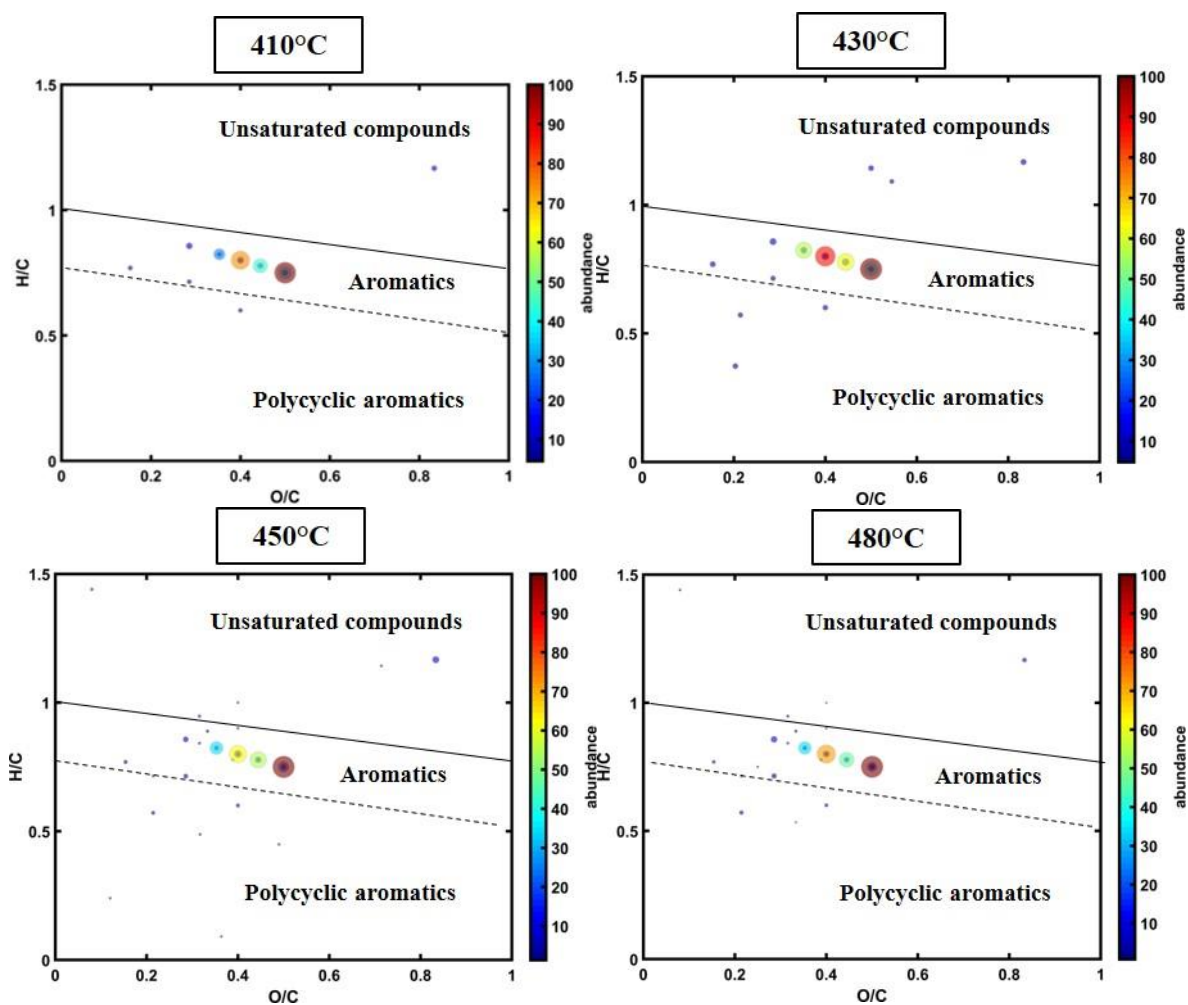 410°C
1.5
1
0.5
0
H/C
Unsaturated compounds
Aromatics
Polycyclic aromatics
0 0.2 0.4 0.6 0.8 1
O/C
100
90
80
70
60
50
40
30
20
10
abundance
430°C
1.5
1
0.5
0
H/C
Unsaturated compounds
Aromatics
Polycyclic aromatics
0 0.2 0.4 0.6 0.8 1
O/C
100
90
80
70
60
50
40
30
20
10
abundance
450°C
1.5
1
0.5
0
H/C
Unsaturated compounds
Aromatics
Polycyclic aromatics
0 0.2 0.4 0.6 0.8 1
O/C
100
90
80
70
60
50
40
30
20
10
abundance
480°C
1.5
1
0.5
0
H/C
Unsaturated compounds
Aromatics
Polycyclic aromatics
0 0.2 0.4 0.6 0.8 1
O/C
100
90
80
70
60
50
40
30
20
10
abundance